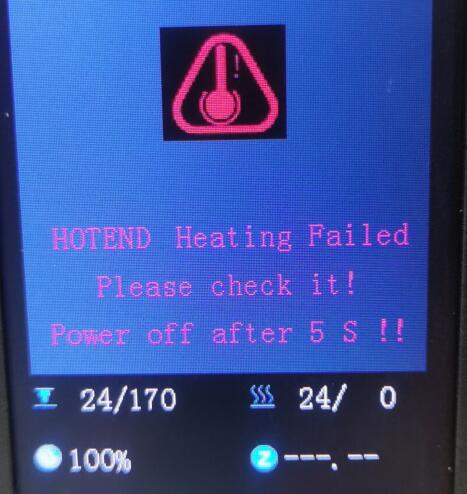 !
HOTEND Heating Failed
Please check it!
Power off after 5 S !!
24/170 24/ 0
100% Z ---.--